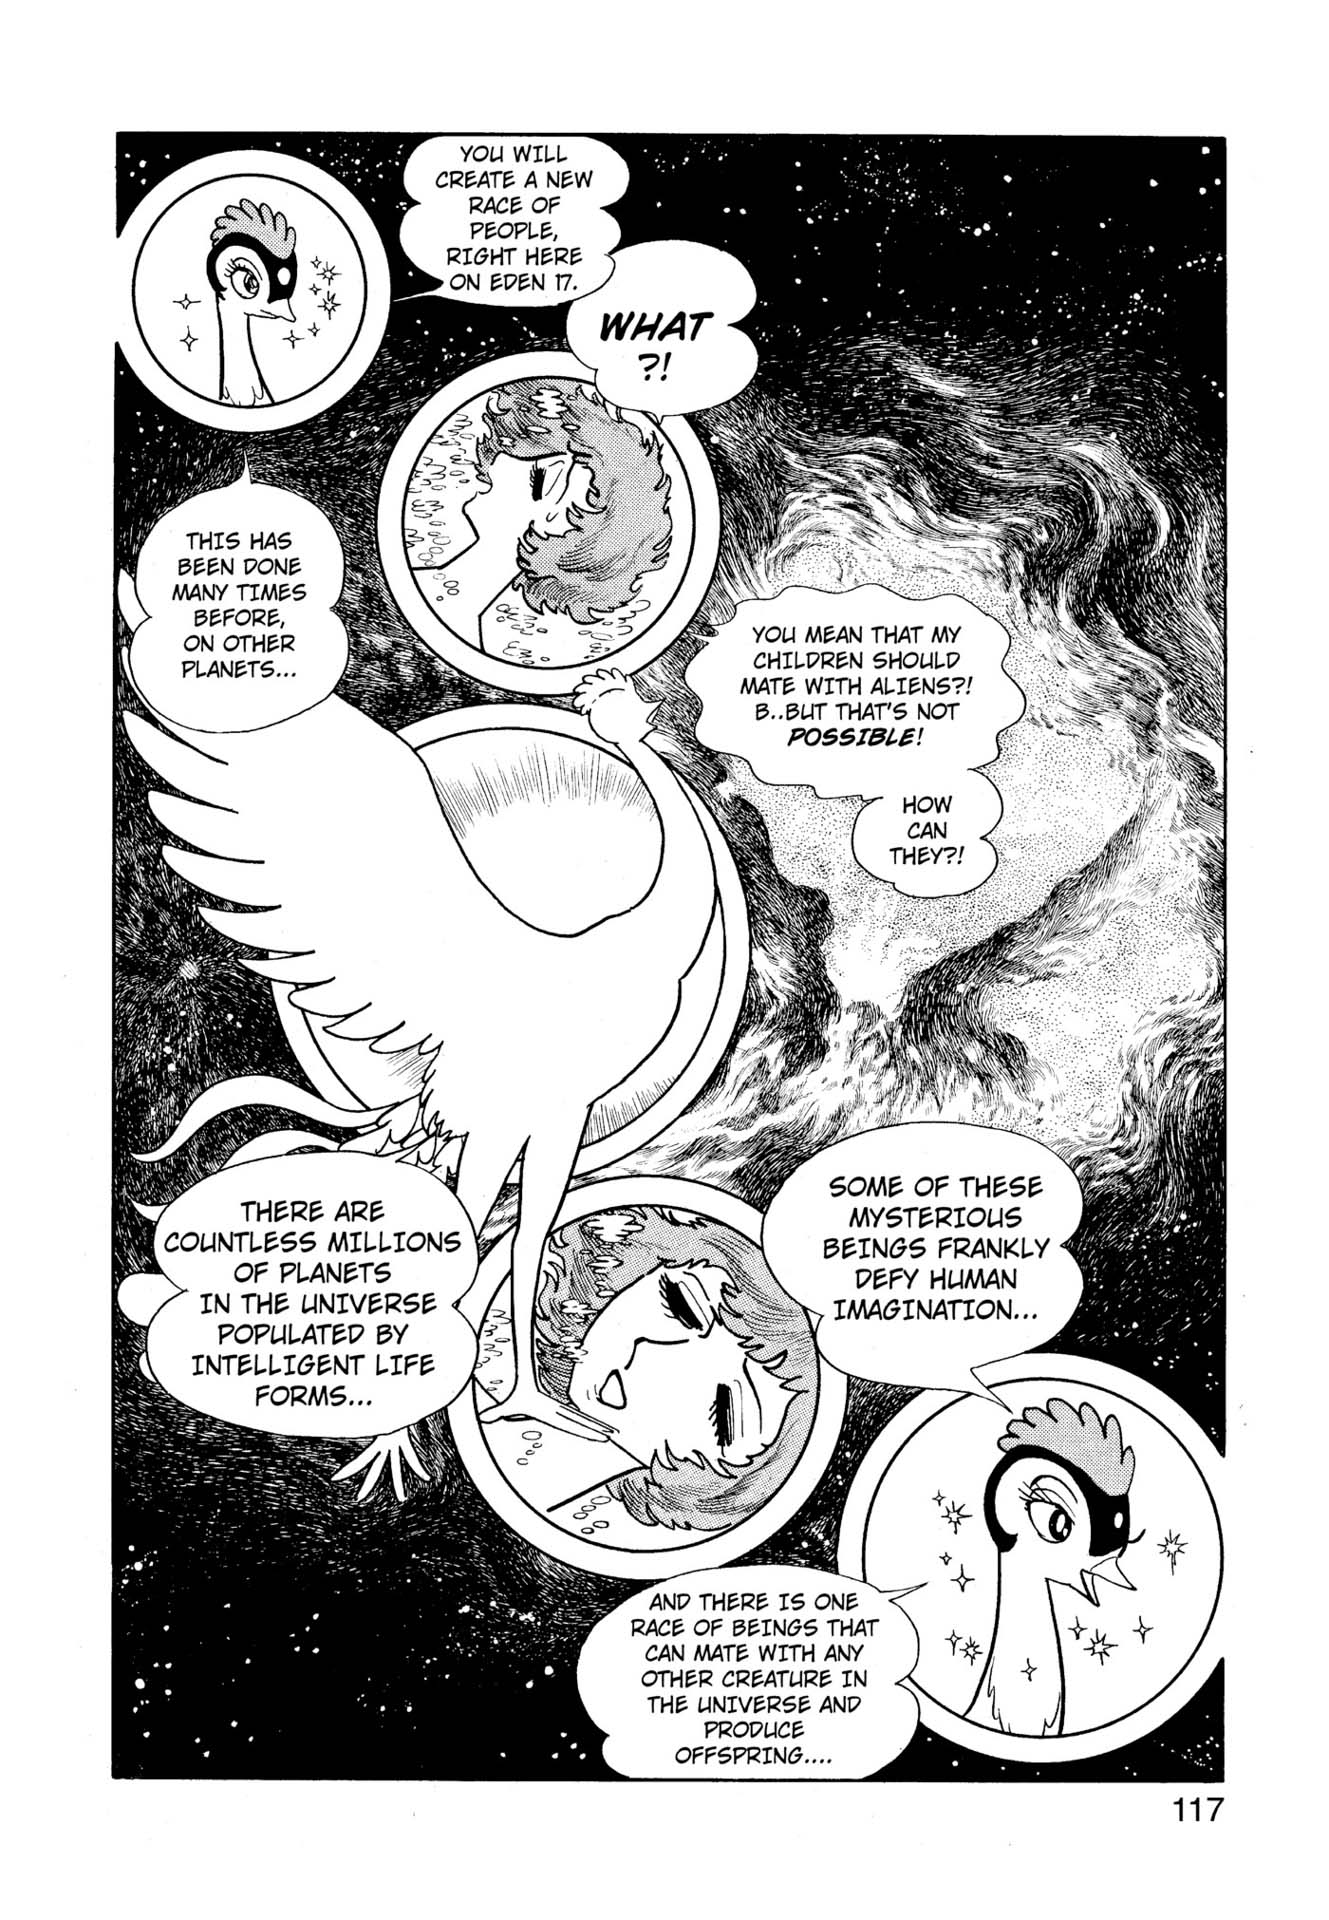 YOU WILL
CREATE A NEW
RACE OF
PEOPLE,
RIGHT HERE
ON EDEN 17.
WHAT
?!
THIS HAS
BEEN DONE
MANY TIMES
BEFORE,
ON OTHER
PLANETS...
YOU MEAN THAT MY
CHILDREN SHOULD
MATE WITH ALIENS?!
B..BUT THAT'S NOT
POSSIBLE!
HOW
CAN
THEY?!
THERE ARE
COUNTLESS MILLIONS
OF PLANETS
IN THE UNIVERSE
POPULATED BY
INTELLIGENT LIFE
FORMS...
SOME OF THESE
MYSTERIOUS
BEINGS FRANKLY
DEFY HUMAN
IMAGINATION...
AND THERE IS ONE
RACE OF BEINGS THAT
CAN MATE WITH ANY
OTHER CREATURE IN
THE UNIVERSE AND
PRODUCE
OFFSPRING....
117